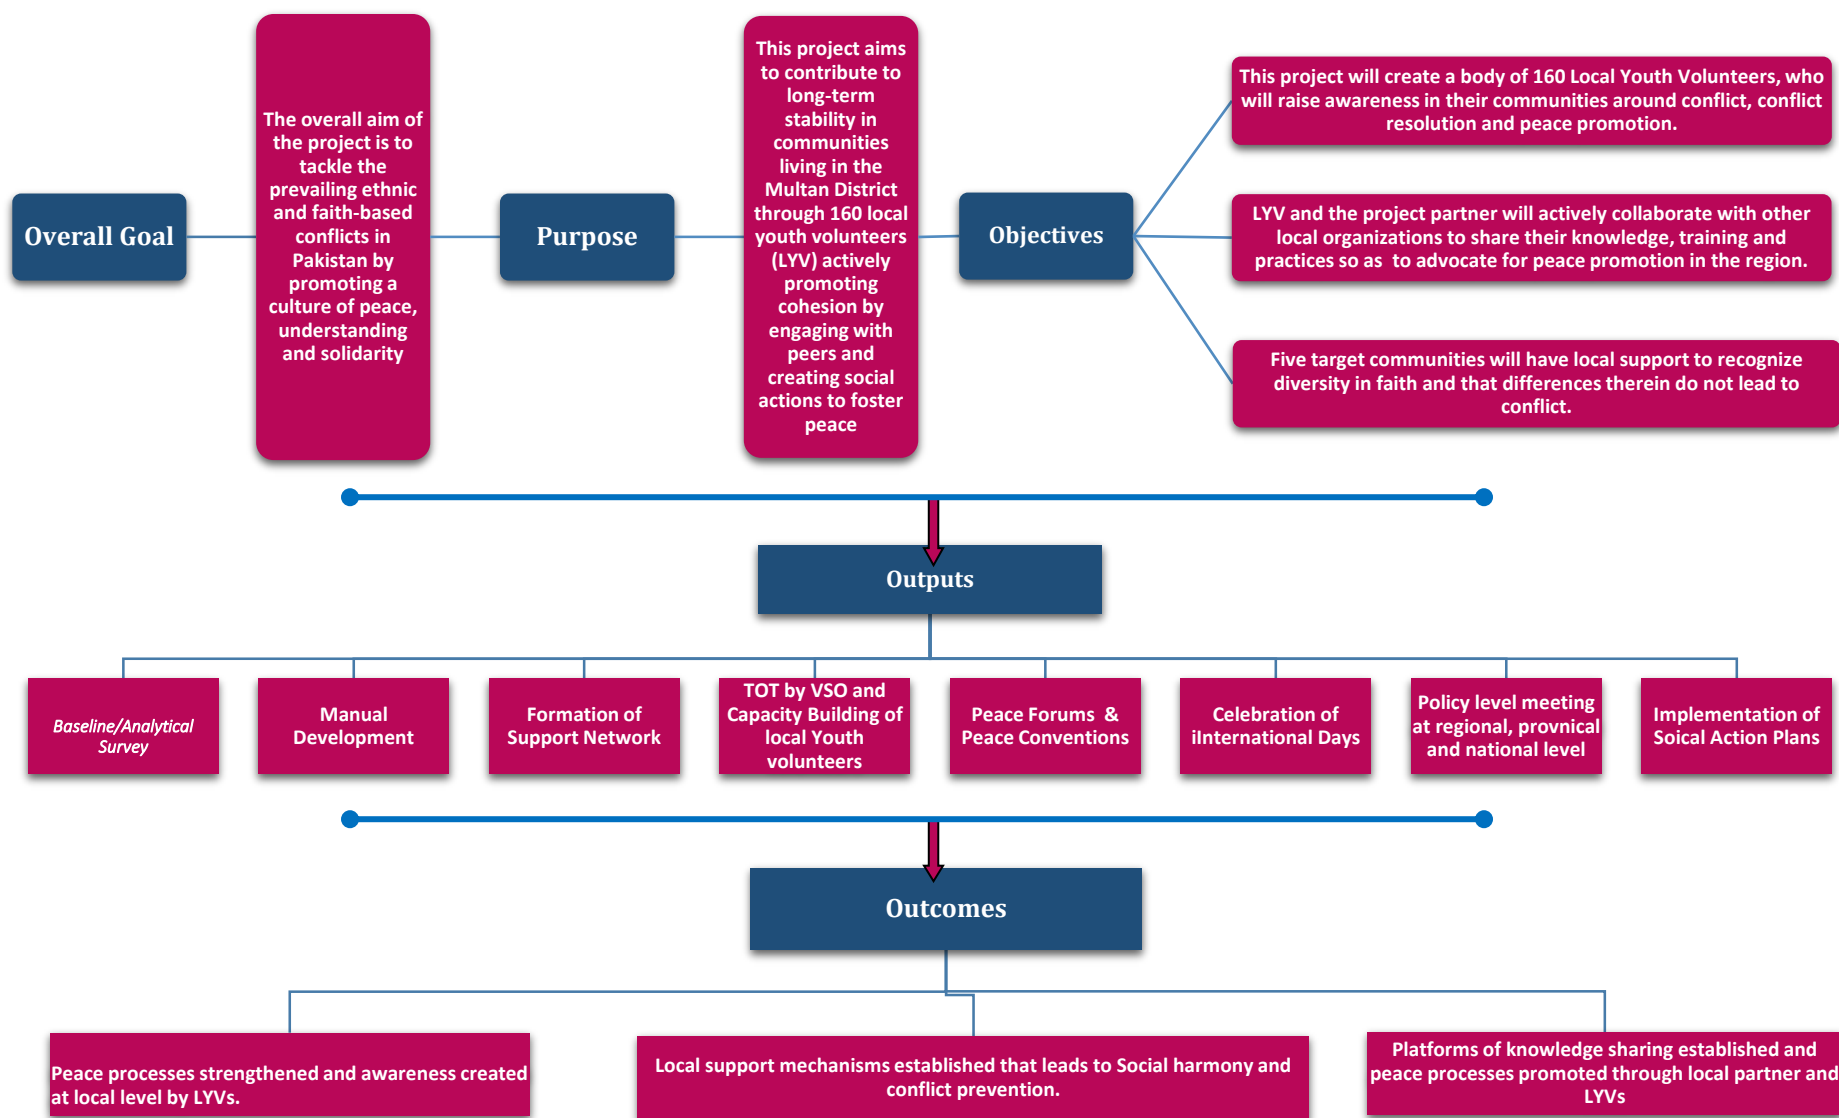 Overall Goal
The overall aim of
the project is to
tackle the
prevailing ethnic
and faith-based
conflicts in
Pakistan by
promoting a
culture of peace,
understanding
and solidarity
Purpose
This project aims
to contribute to
long-term
stability in
communities
living in the
Multan District
through 160 local
youth volunteers
(LYV) actively
promoting
cohesion by
engaging with
peers and
creating social
actions to foster
peace
Objectives
This project will create a body of 160 Local Youth Volunteers, who
will raise awareness in their communities around conflict, conflict
resolution and peace promotion.
LYV and the project partner will actively collaborate with other
local organizations to share their knowledge, training and
practices so as to advocate for peace promotion in the region.
Five target communities will have local support to recognize
diversity in faith and that differences therein do not lead to
conflict.
Outputs
Baseline/Analytical
Survey
Manual
Development
Formation of
Support Network
TOT by VSO and
Capacity Building of
local Youth
volunteers
Peace Forums &
Peace Conventions
Celebration of
iInternational Days
Policy level meeting
at regional, provnical
and national level
Implementation of
Soical Action Plans
Outcomes
Peace processes strengthened and awareness created
at local level by LYVs.
Local support mechanisms established that leads to Social harmony and
conflict prevention.
Platforms of knowledge sharing established and
peace processes promoted through local partner and
LYVs